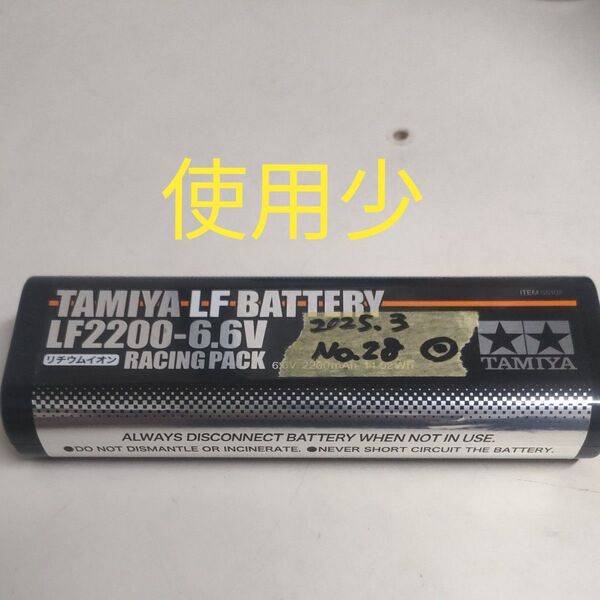 使用少
TAMIYA LF BATTERY
LF2200-6.6V
リチウムイオン RACING PACK
2025.3
No.28 ◎
6.6V 2200mAh 14.52Wh
TAMIYA
ALWAYS DISCONNECT BATTERY WHEN NOT IN USE.
●DO NOT DISMANTLE OR INCINERATE. ●NEVER SHORT CIRCUIT THE BATTERY.